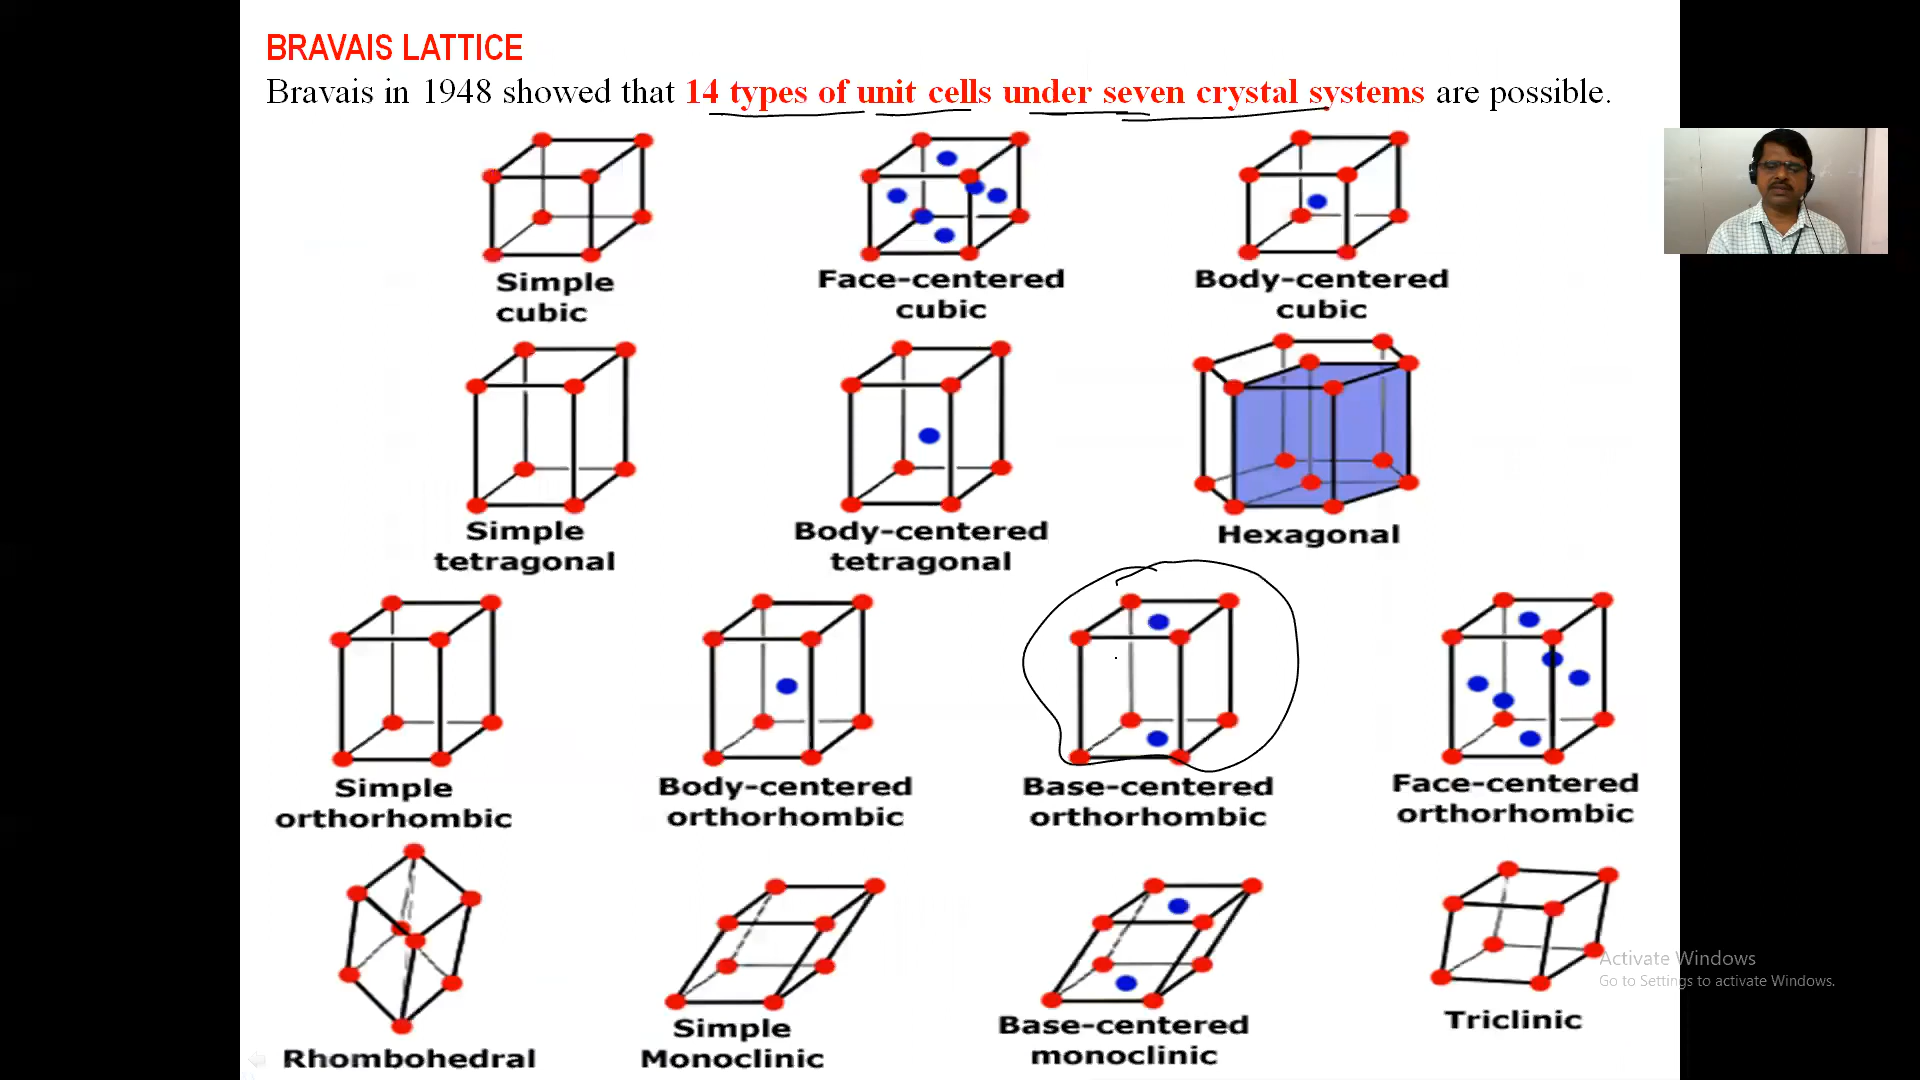 BRAVAIS LATTICE
Bravais in 1948 showed that 14 types of unit cells under seven crystal systems are possible.
Simple
cubic
Face-centered
cubic
Body-centered
cubic
Simple
tetragonal
Body-centered
tetragonal
Hexagonal
Simple
orthorhombic
Body-centered
orthorhombic
Base-centered
orthorhombic
Face-centered
orthorhombic
Rhombohedral
Simple
Monoclinic
Base-centered
monoclinic
Triclinic
Activate Windows
Go to Settings to activate Windows.